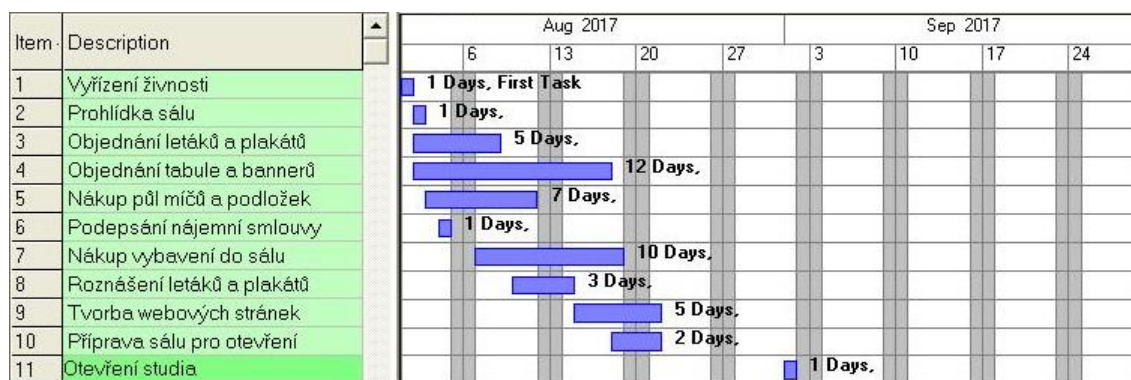 Aug 2017 Sep 2017
Item Description 6 13 20 27 3 10 17 24
1 Vyřízení živnosti 1 Days, First Task
2 Prohlídka sálu 1 Days,
3 Objednání letáků a plakátů 5 Days,
4 Objednání tabule a bannerů 12 Days,
5 Nákup půl míčů a podložek 7 Days,
6 Podepsání nájemní smlouvy 1 Days,
7 Nákup vybavení do sálu 10 Days,
8 Roznášení letáků a plakátů 3 Days,
9 Tvorba webových stránek 5 Days,
10 Příprava sálu pro otevření 2 Days,
11 Otevření studia 1 Days,